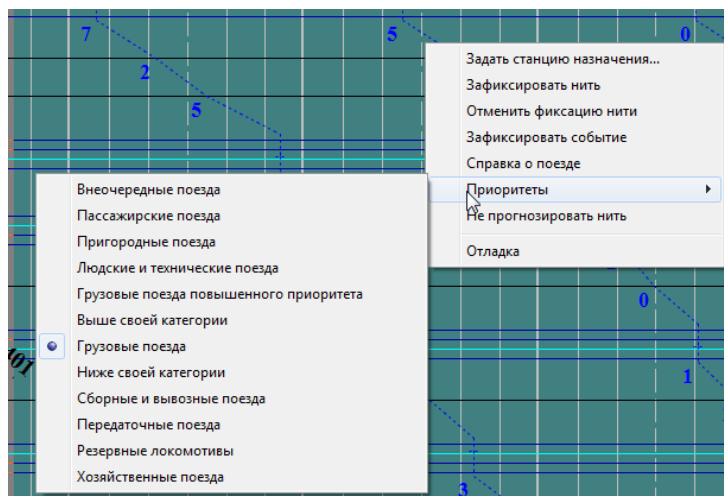 7
5
0
2
5
Задать станцию назначения...
Зафиксировать нить
Отменить фиксацию нити
Зафиксировать событие
Справка о поезде
Приоритеты
Не прогнозировать нить
Отладка
Внеочередные поезда
Пассажирские поезда
Пригородные поезда
Людские и технические поезда
Грузовые поезда повышенного приоритета
Выше своей категории
Грузовые поезда
Ниже своей категории
Сборные и вывозные поезда
Передаточные поезда
Резервные локомотивы
Хозяйственные поезда
0
1
3